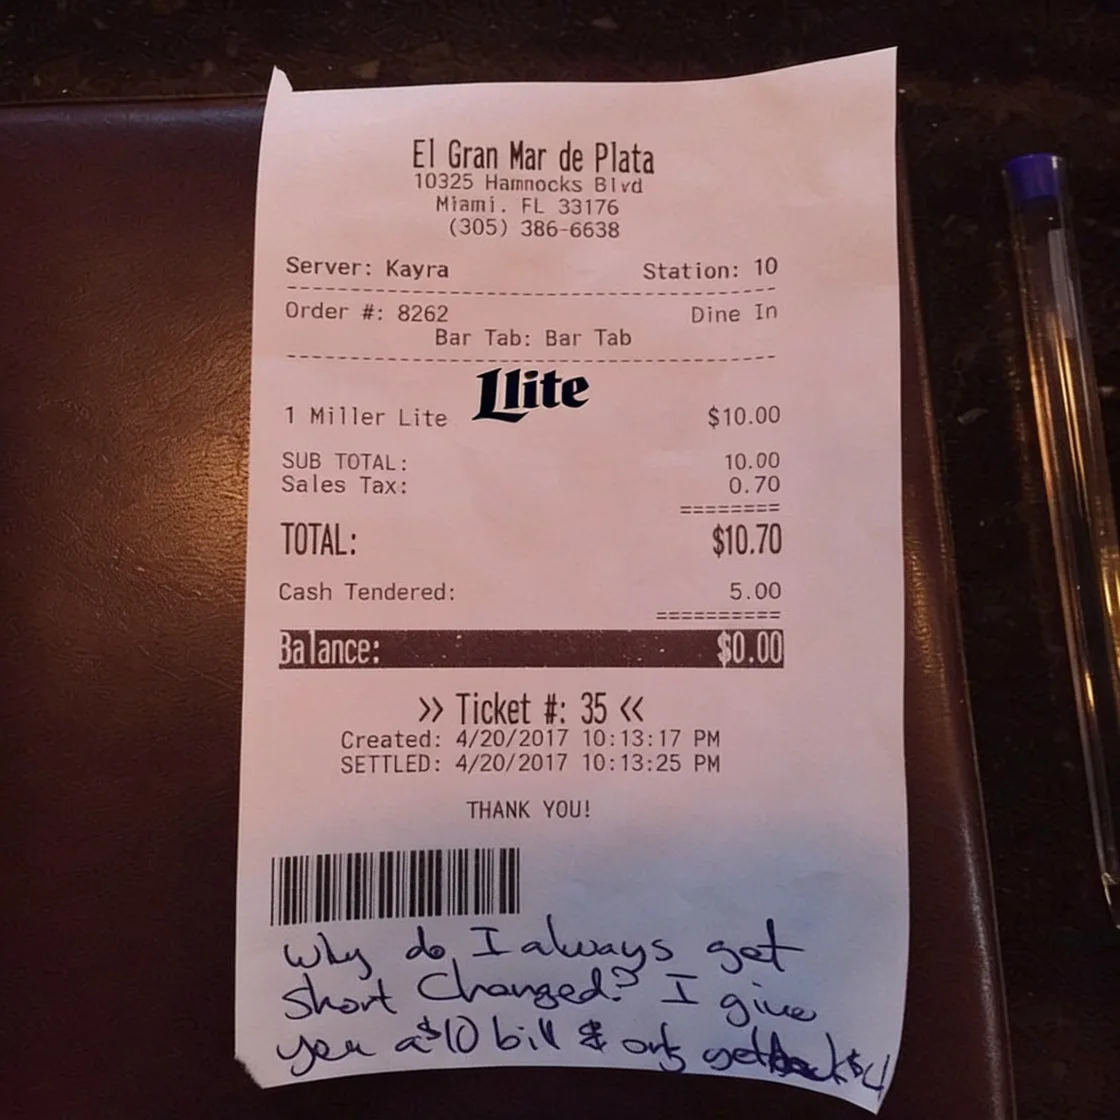 El Gran Mar de Plata
10325 Hamnocks Blvd
Miami. FL 33176
(305) 386-6638
Server: Kayra Station: 10
Order #: 8262 Dine In
Bar Tab: Bar Tab
Llite
1 Miller Lite $10.00
SUB TOTAL: 10.00
Sales Tax: 0.70
TOTAL: $10.70
Cash Tendered: 5.00
Balance: $0.00
>> Ticket #: 35 <<
Created: 4/20/2017 10:13:17 PM
SETTLED: 4/20/2017 10:13:25 PM
THANK YOU!
Why do I always get
Short Changed? I give
you a $10 bill & only get back $4